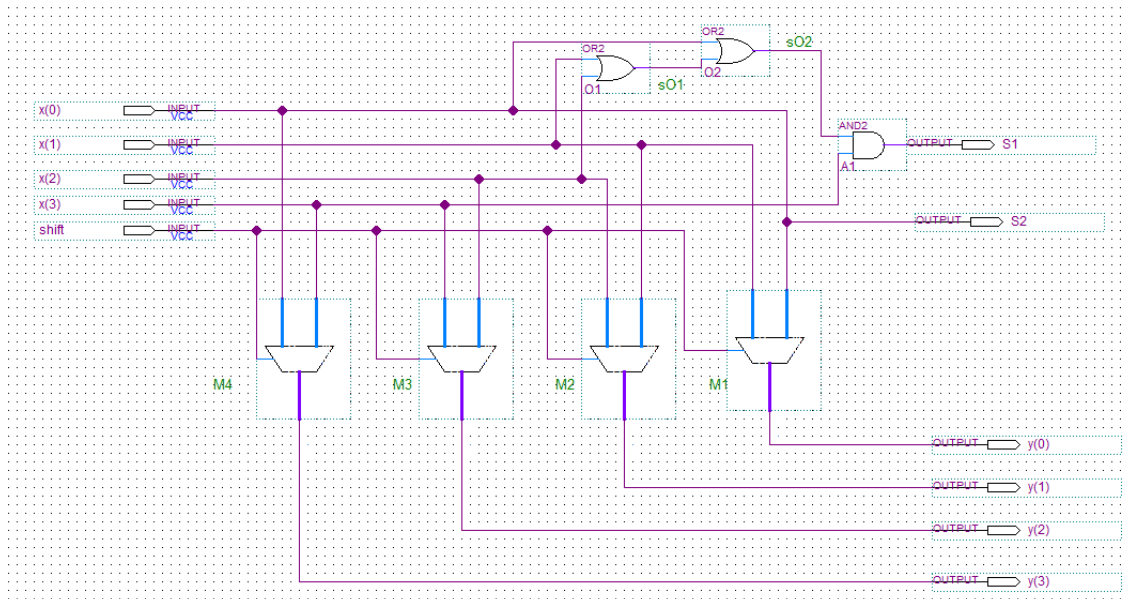 OR2
sO2
OR2
O2
sO1
O1
x(0) INPUT
VCC
AND2
x(1) INPUT
VCC
OUTPUT S1
A1
x(2) INPUT
VCC
x(3) INPUT
VCC
OUTPUT S2
shift INPUT
VCC
M4
M3
M2
M1
OUTPUT y(0)
OUTPUT y(1)
OUTPUT y(2)
OUTPUT y(3)